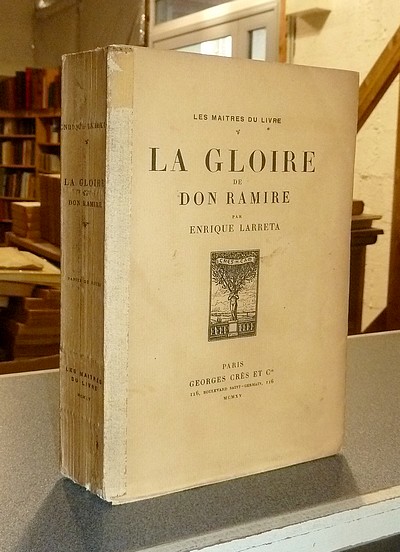 LES MAITRES DU LIVRE
LA GLOIRE
DE
DON RAMIRE
PAR
ENRIQUE LARRETA
PARIS
GEORGES CRÈS ET Cie
116, BOULEVARD SAINT-GERMAIN, 116
MCMXV
LA GLOIRE
DE
DON RAMIRE
LES MAITRES
DU LIVRE